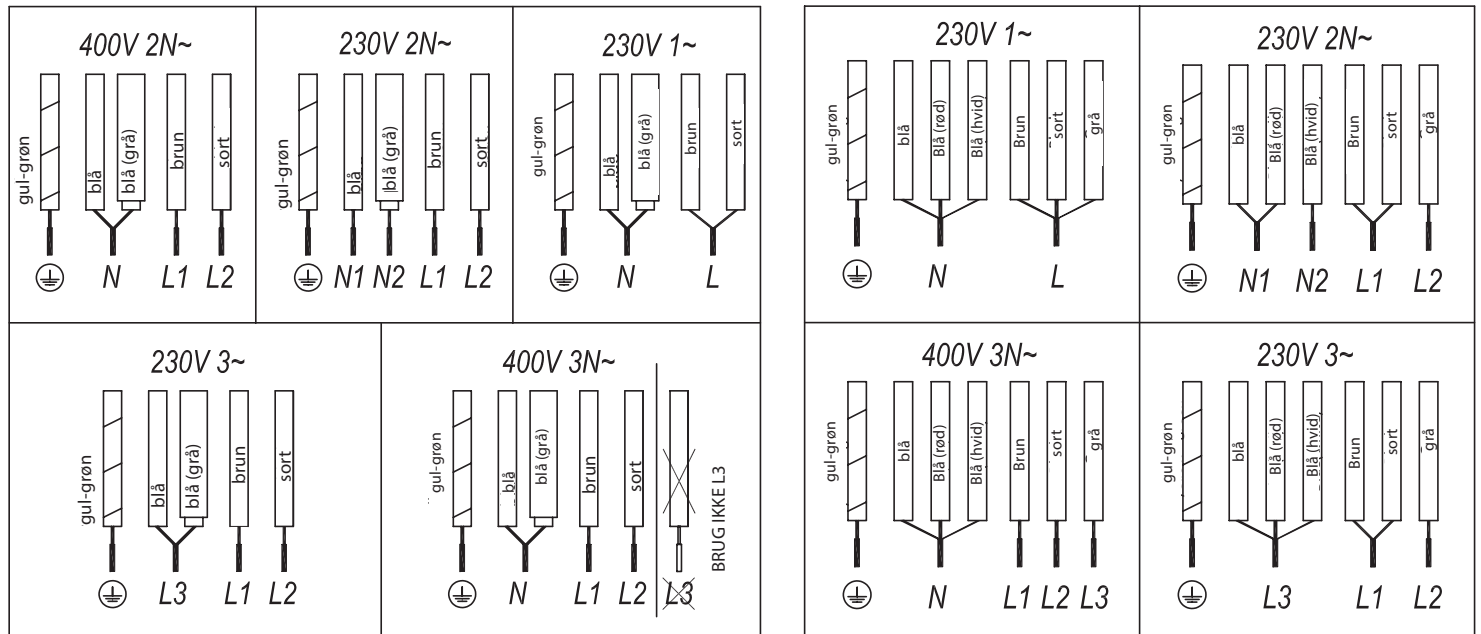 400V 2N~
gul-grøn
blå
blå (grå)
brun
sort
N
L1
L2
230V 2N~
gul-grøn
blå
blå (grå)
brun
sort
N1
N2
L1
L2
230V 1~
gul-grøn
blå
blå (grå)
brun
sort
N
L
230V 3~
gul-grøn
blå
blå (grå)
brun
sort
L3
L1
L2
400V 3N~
gul-grøn
blå
blå (grå)
brun
sort
BRUG IKKE L3
N
L1
L2
L3
230V 1~
gul-grøn
blå
Blå (rød)
Blå (hvid)
Brun
sort
grå
N
L
230V 2N~
gul-grøn
blå
Blå (rød)
Blå (hvid)
Brun
sort
grå
N1
N2
L1
L2
400V 3N~
gul-grøn
blå
Blå (rød)
Blå (hvid)
Brun
sort
grå
N
L1
L2
L3
230V 3~
gul-grøn
blå
Blå (rød)
Blå (hvid)
Brun
sort
grå
L3
L1
L2